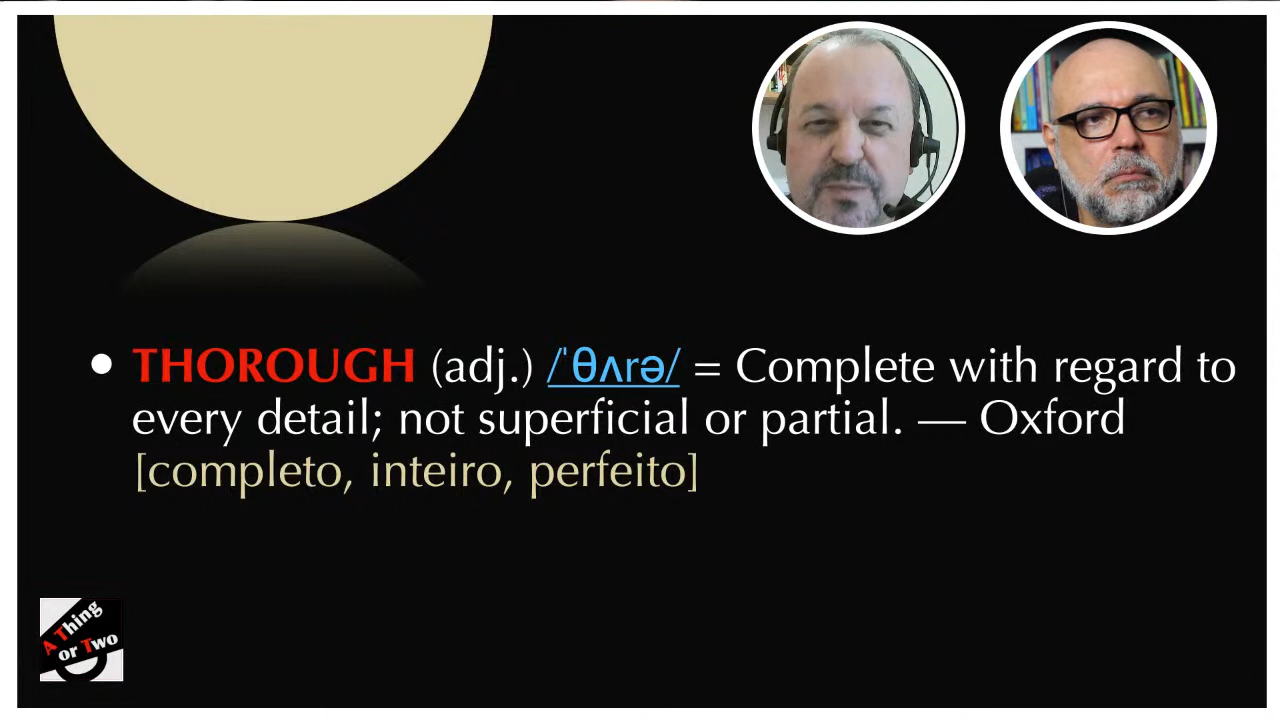 • THOROUGH (adj.) /ˈθʌrə/ = Complete with regard to
every detail; not superficial or partial. — Oxford
[completo, inteiro, perfeito]
A Thing
or Two